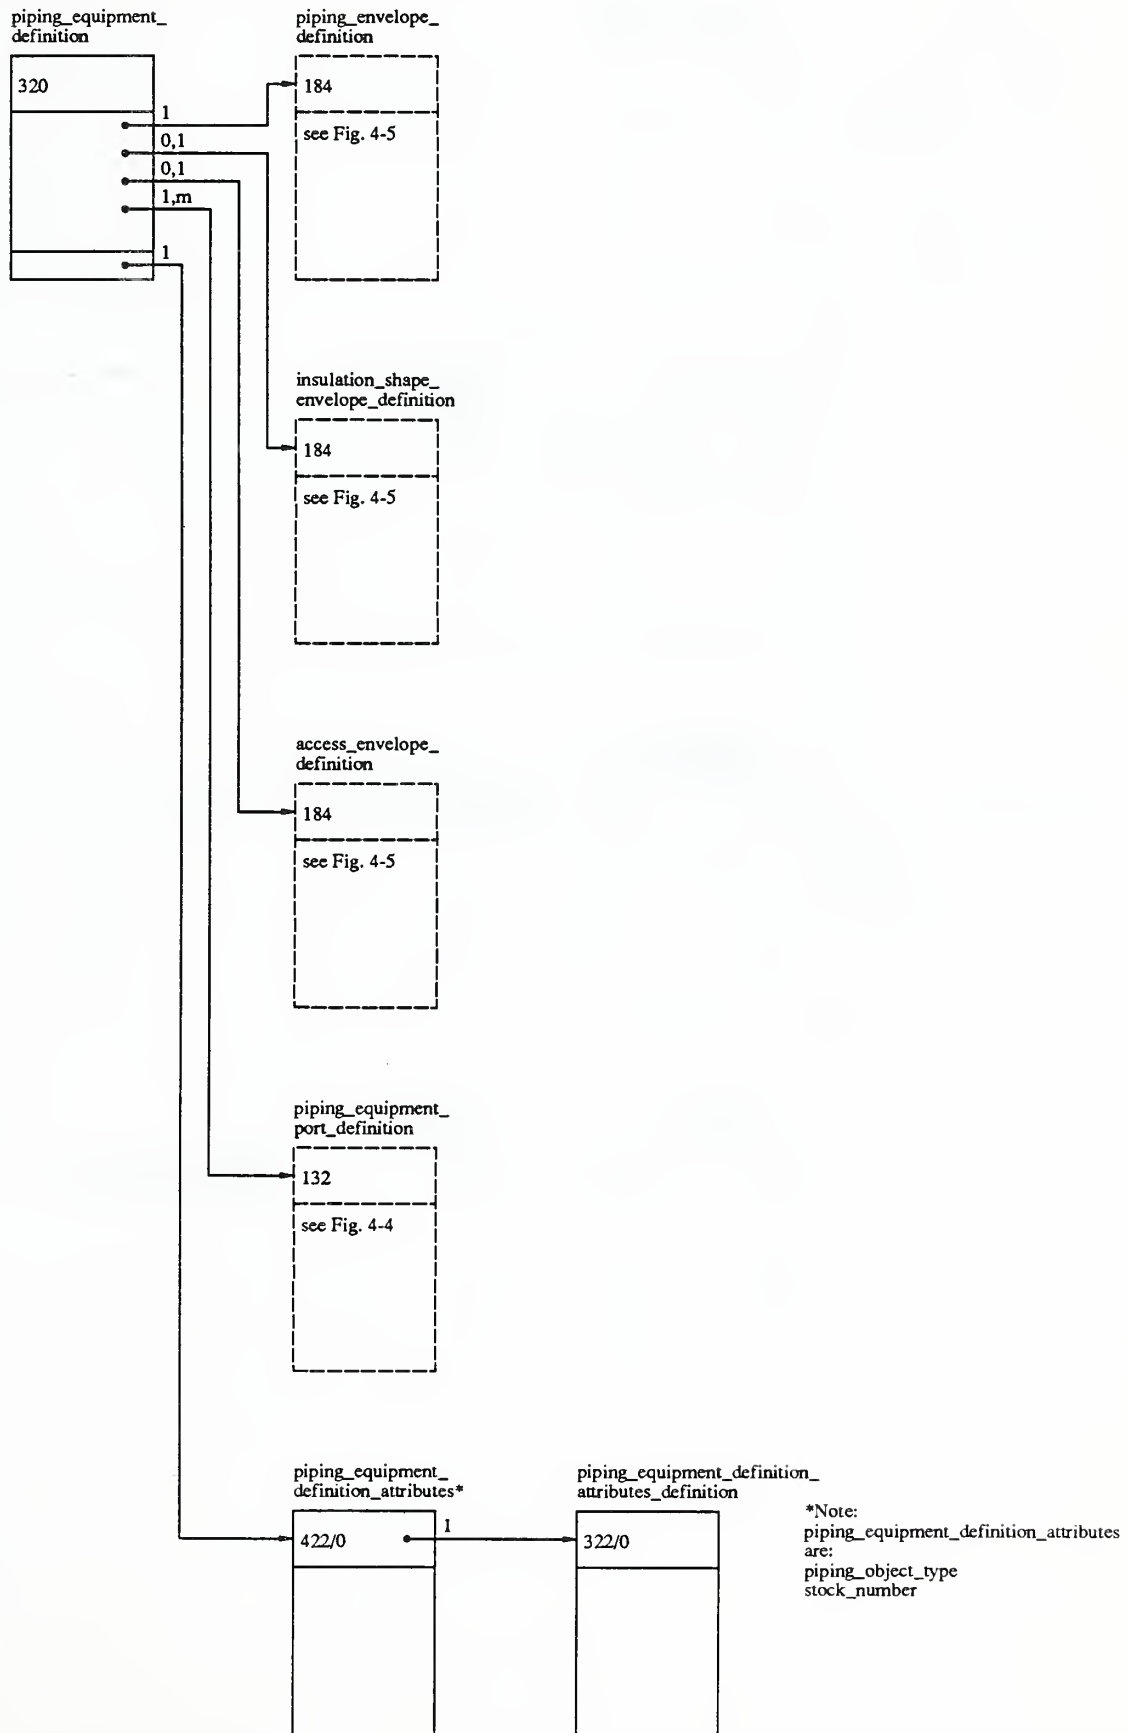 piping_equipment_
definition
320
1
0,1
0,1
1,m
1
piping_envelope_
definition
184
see Fig. 4-5
insulation_shape_
envelope_definition
184
see Fig. 4-5
access_envelope_
definition
184
see Fig. 4-5
piping_equipment_
port_definition
132
see Fig. 4-4
piping_equipment_
definition_attributes*
422/0
1
piping_equipment_definition_
attributes_definition
322/0
*Note:
piping_equipment_definition_attributes
are:
piping_object_type
stock_number